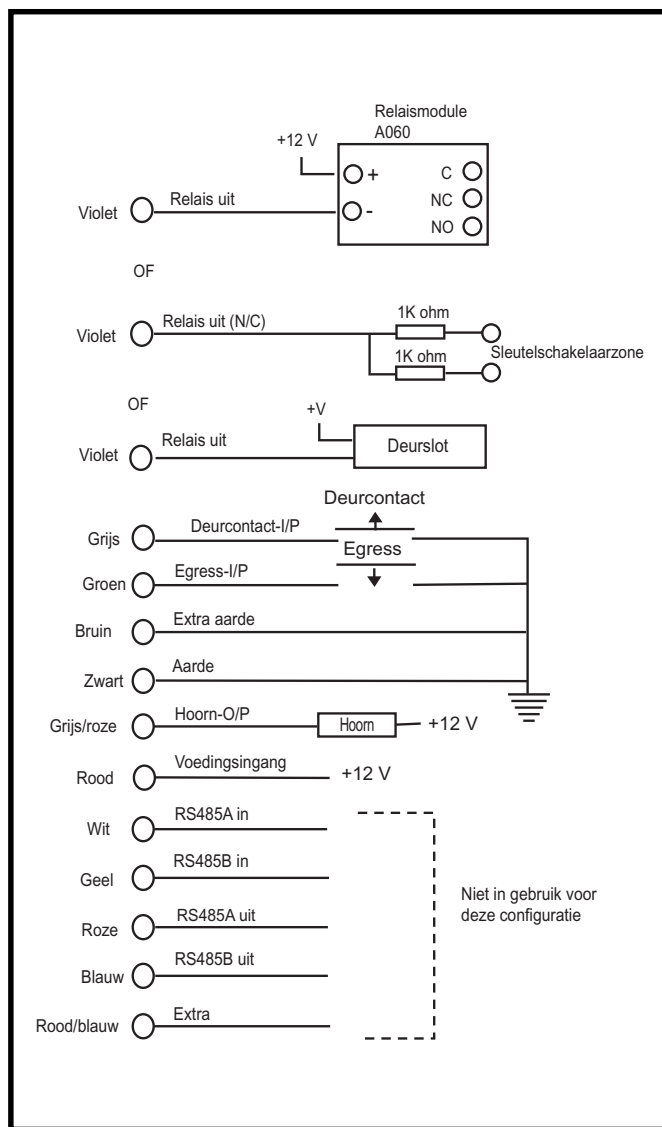 Relaismodule
A060
+12 V
+ C
NC
- NO
Violet Relais uit
OF
Violet Relais uit (N/C) 1K ohm
1K ohm Sleutelschakelaarzone
OF
+V
Violet Relais uit Deurslot
Deurcontact
Grijs Deurcontact-I/P
Egress
Groen Egress-I/P
Bruin Extra aarde
Zwart Aarde
Grijs/roze Hoorn-O/P Hoorn +12 V
Rood Voedingsingang +12 V
Wit RS485A in
Geel RS485B in
Niet in gebruik voor
deze configuratie
Roze RS485A uit
Blauw RS485B uit
Rood/blauw Extra